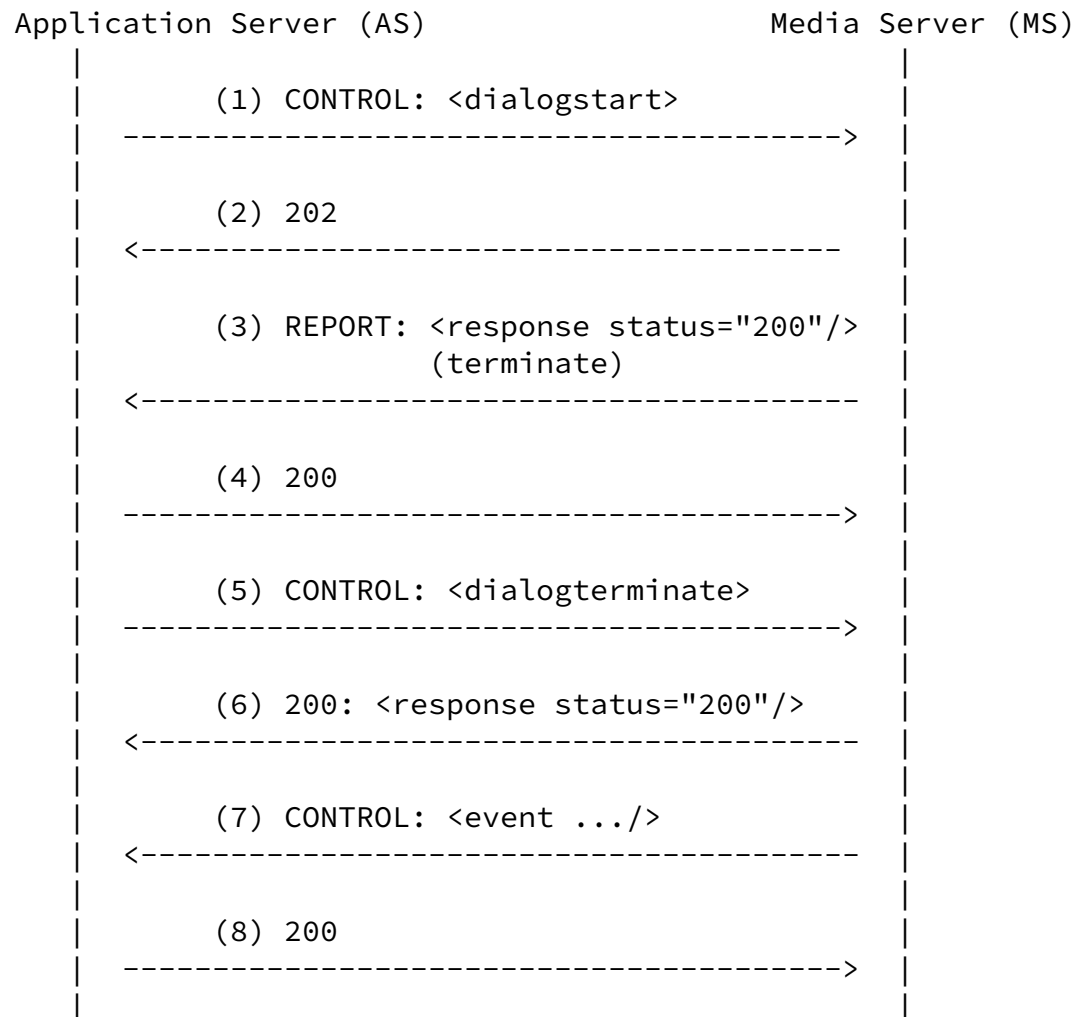 Application Server (AS) Media Server (MS)
(1) CONTROL: <dialogstart>
(2) 202
(3) REPORT: <response status="200"/>
(terminate)
(4) 200
(5) CONTROL: <dialogterminate>
(6) 200: <response status="200"/>
(7) CONTROL: <event .../>
(8) 200